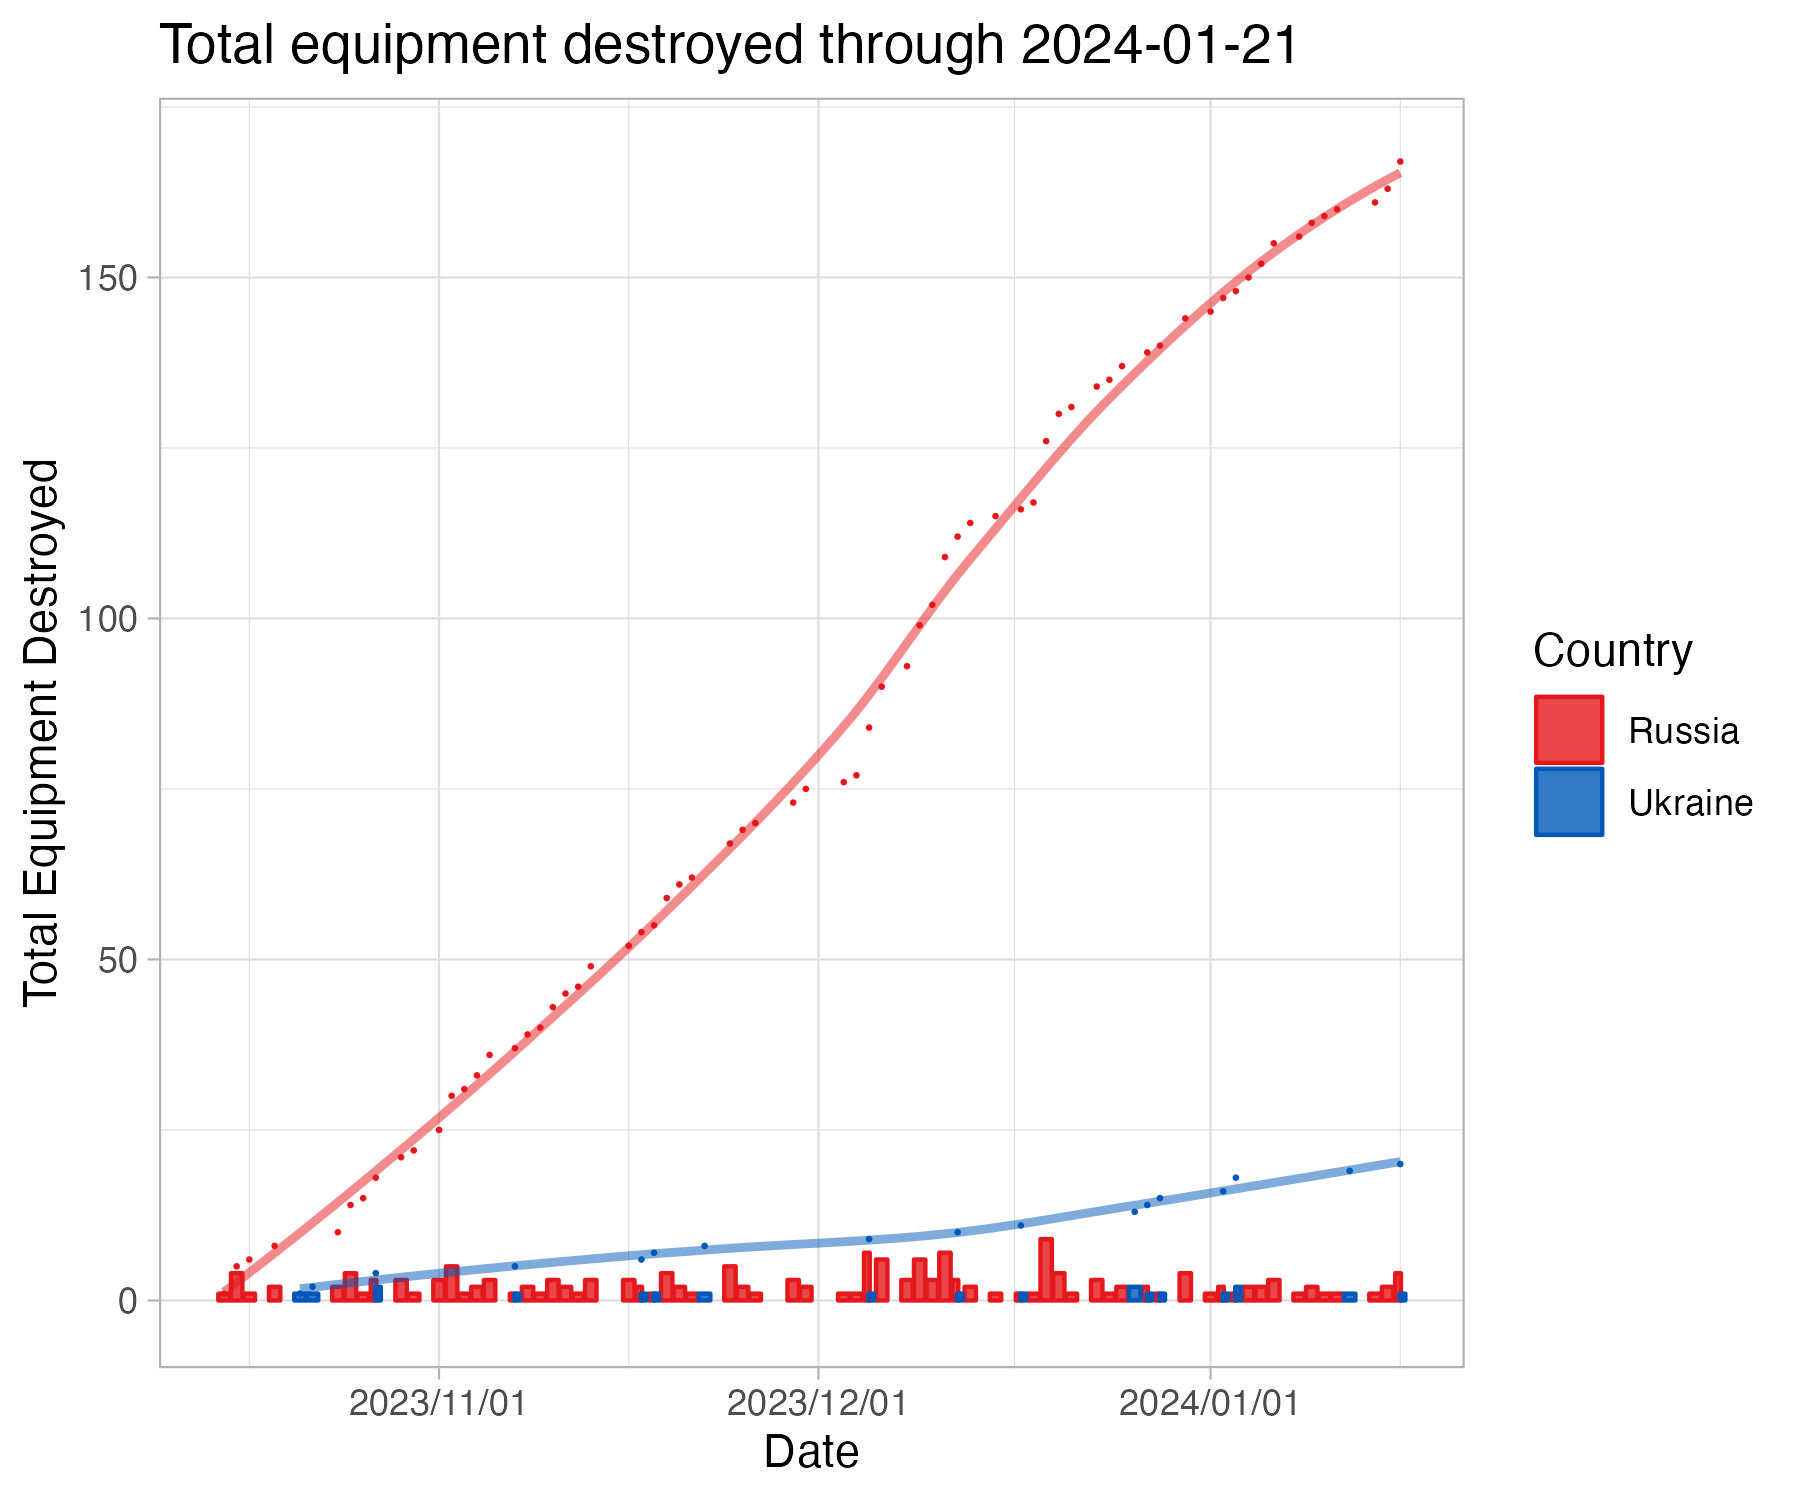 Total equipment destroyed through 2024-01-21
Total Equipment Destroyed
150
100
50
0
2023/11/01
2023/12/01
2024/01/01
Date
Country
Russia
Ukraine